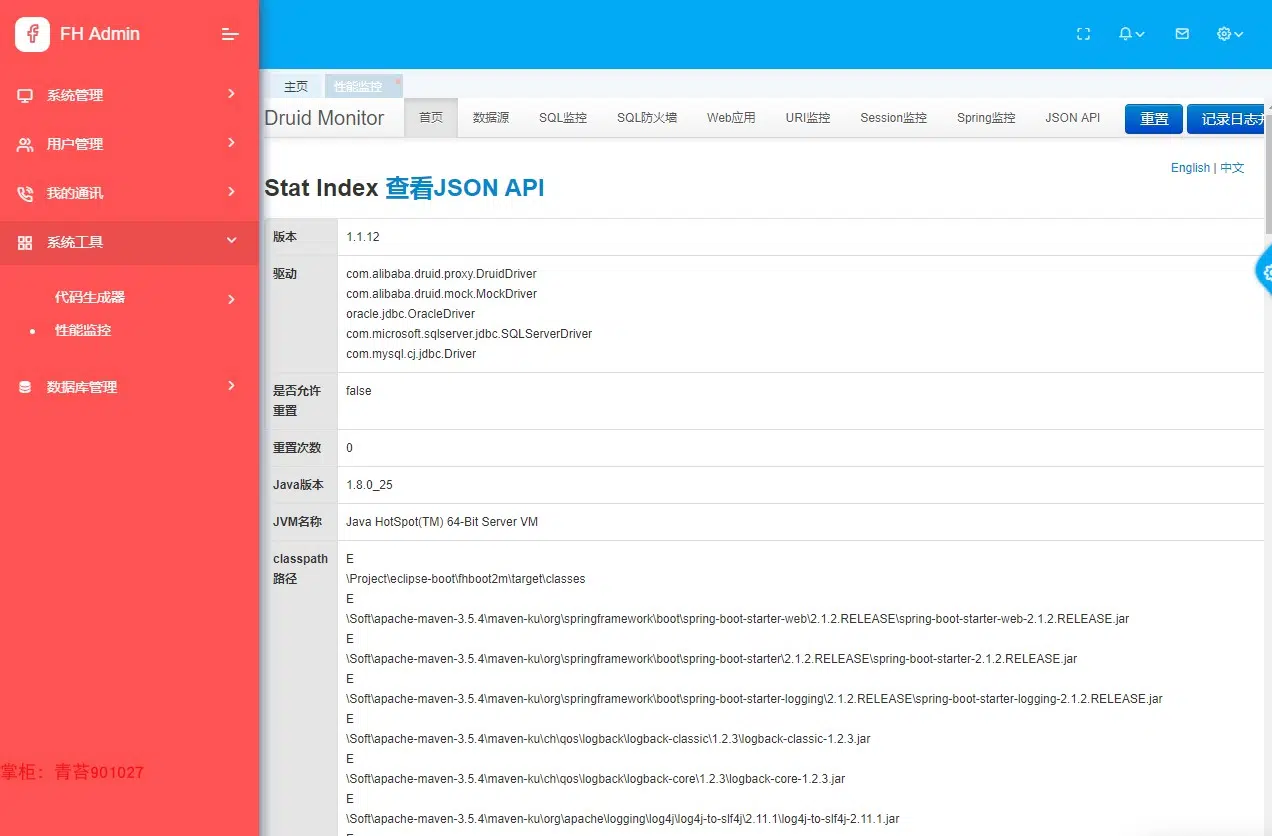 FH Admin
系统管理
用户管理
我的通讯
系统工具
代码生成器
性能监控
数据库管理
掌柜：青苔901027
主页
性能监控
Druid Monitor
首页
数据源
SQL监控
SQL防火墙
Web应用
URI监控
Session监控
Spring监控
JSON API
重置
记录日志并
English | 中文
Stat Index 查看JSON API
版本
1.1.12
驱动
com.alibaba.druid.proxy.DruidDriver
com.alibaba.druid.mock.MockDriver
oracle.jdbc.OracleDriver
com.microsoft.sqlserver.jdbc.SQLServerDriver
com.mysql.cj.jdbc.Driver
是否允许
重置
false
重置次数
0
Java版本
1.8.0_25
JVM名称
Java HotSpot(TM) 64-Bit Server VM
classpath
路径
E
\Project\eclipse-boot\fhboot2m\target\classes
E
\Soft\apache-maven-3.5.4\maven-ku\org\springframework\boot\spring-boot-starter-web\2.1.2.RELEASE\spring-boot-starter-web-2.1.2.RELEASE.jar
E
\Soft\apache-maven-3.5.4\maven-ku\org\springframework\boot\spring-boot-starter\2.1.2.RELEASE\spring-boot-starter-2.1.2.RELEASE.jar
E
\Soft\apache-maven-3.5.4\maven-ku\org\springframework\boot\spring-boot-starter-logging\2.1.2.RELEASE\spring-boot-starter-logging-2.1.2.RELEASE.jar
E
\Soft\apache-maven-3.5.4\maven-ku\ch\qos\logback\logback-classic\1.2.3\logback-classic-1.2.3.jar
E
\Soft\apache-maven-3.5.4\maven-ku\ch\qos\logback\logback-core\1.2.3\logback-core-1.2.3.jar
E
\Soft\apache-maven-3.5.4\maven-ku\org\apache\logging\log4j\log4j-to-slf4j\2.11.1\log4j-to-slf4j-2.11.1.jar